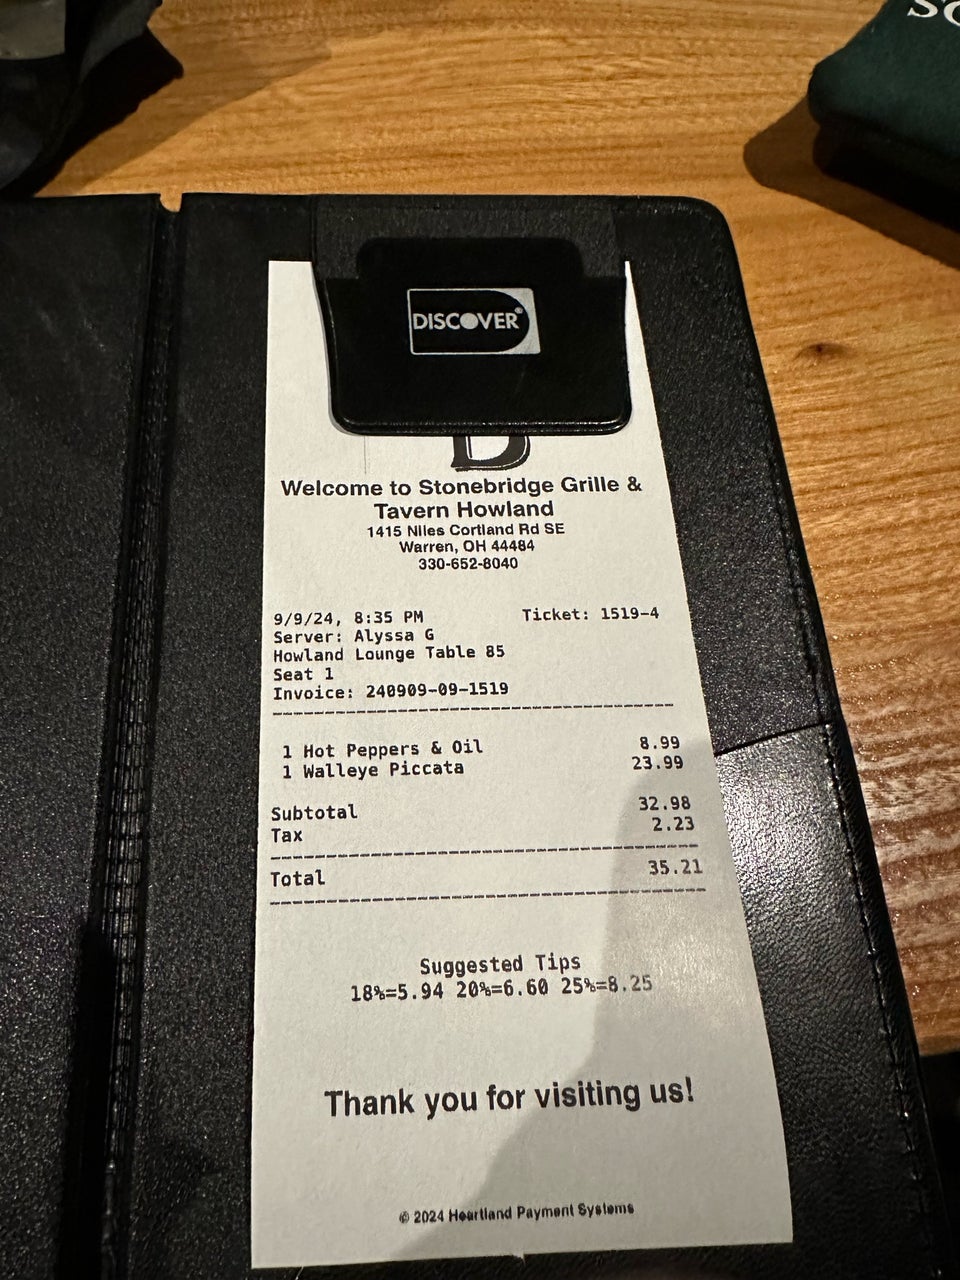 SC
DISCOVER®
B
Welcome to Stonebridge Grille &
Tavern Howland
1415 Niles Cortland Rd SE
Warren, OH 44484
330-652-8040
9/9/24, 8:35 PM Ticket: 1519-4
Server: Alyssa G
Howland Lounge Table 85
Seat 1
Invoice: 240909-09-1519
1 Hot Peppers & Oil 8.99
1 Walleye Piccata 23.99
Subtotal 32.98
Tax 2.23
Total 35.21
Suggested Tips
18%=5.94 20%=6.60 25%=8.25
Thank you for visiting us!
© 2024 Heartland Payment Systems